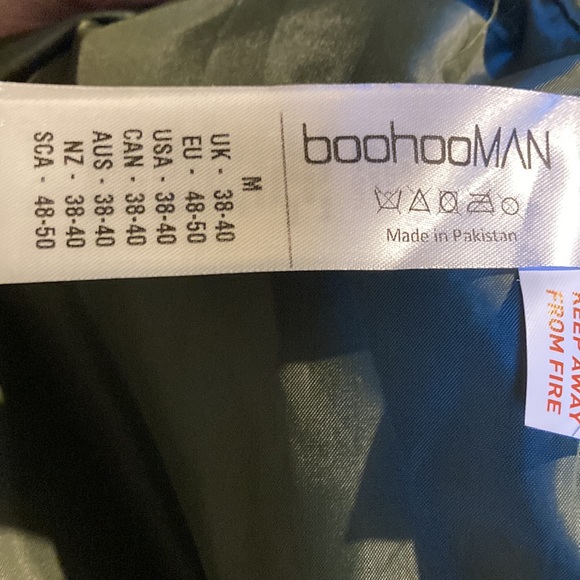 boohooMAN
Made in Pakistan
M
UK - 38-40
EU - 48-50
USA - 38-40
CAN - 38-40
AUS - 38-40
NZ - 38-40
SCA - 48-50
KEEP AWAY
FROM FIRE